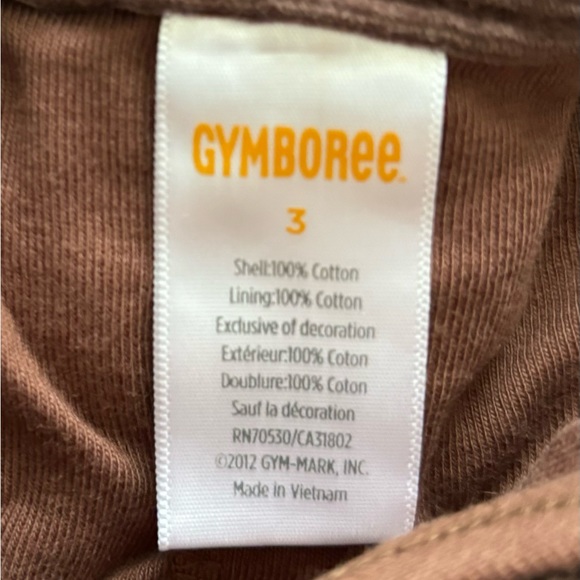 GYMBOREE
3
Shell:100% Cotton
Lining:100% Cotton
Exclusive of decoration
Extérieur:100% Coton
Doublure:100% Coton
Sauf la décoration
RN70530/CA31802
©2012 GYM-MARK, INC.
Made in Vietnam